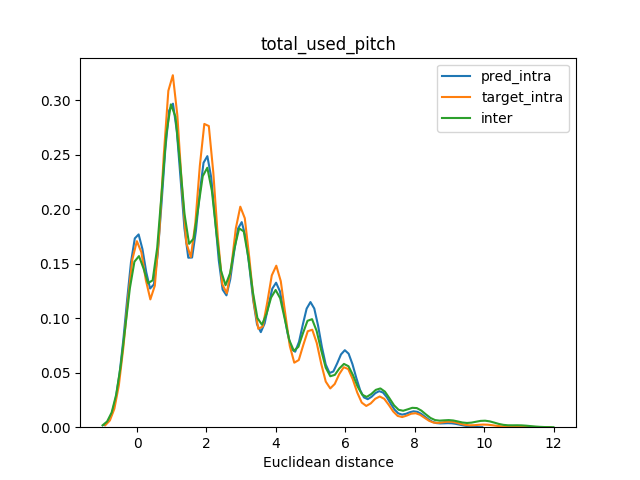 total_used_pitch
pred_intra
target_intra
inter
0.30
0.25
0.20
0.15
0.10
0.05
0.00
0 2 4 6 8 10 12
Euclidean distance